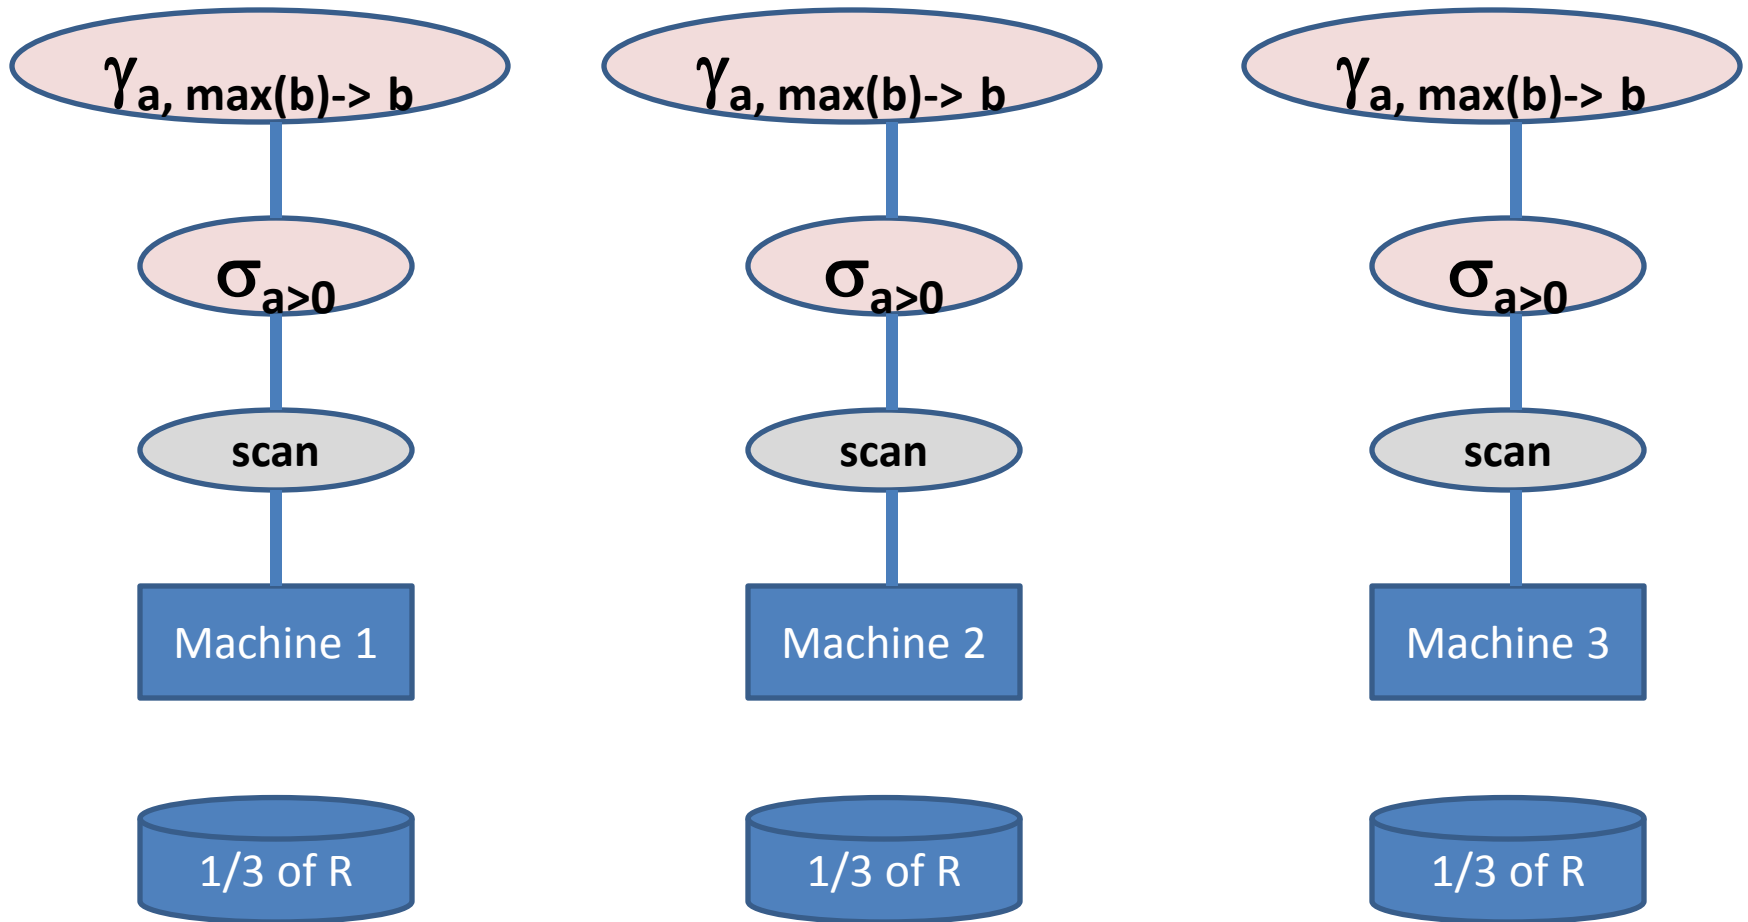 γa, max(b)-> b γa, max(b)-> b γa, max(b)-> b
σa>0 σa>0 σa>0
scan scan scan
Machine 1 Machine 2 Machine 3
1/3 of R 1/3 of R 1/3 of R